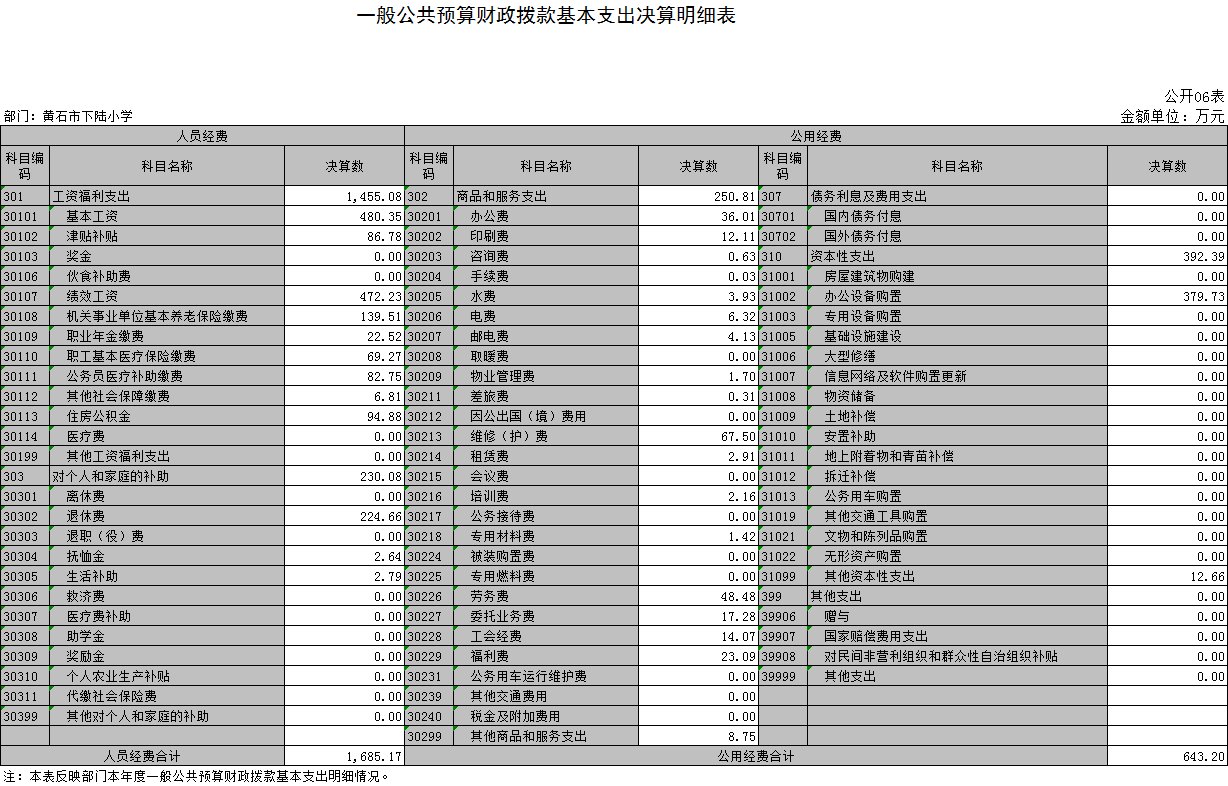 一般公共预算财政拨款基本支出决算明细表
公开06表
部门：黄石市下陆小学 金额单位：万元
人员经费 公用经费
科目编码 科目名称 决算数 科目编码 科目名称 决算数 科目编码 科目名称 决算数
301 工资福利支出 1,455.08 302 商品和服务支出 250.81 307 债务利息及费用支出 0.00
30101 基本工资 480.35 30201 办公费 36.01 30701 国内债务付息 0.00
30102 津贴补贴 86.78 30202 印刷费 12.11 30702 国外债务付息 0.00
30103 奖金 0.00 30203 咨询费 0.63 310 资本性支出 392.39
30106 伙食补助费 0.00 30204 手续费 0.03 31001 房屋建筑物购建 0.00
30107 绩效工资 472.23 30205 水费 3.93 31002 办公设备购置 379.73
30108 机关事业单位基本养老保险缴费 139.51 30206 电费 6.32 31003 专用设备购置 0.00
30109 职业年金缴费 22.52 30207 邮电费 4.13 31005 基础设施建设 0.00
30110 职工基本医疗保险缴费 69.27 30208 取暖费 0.00 31006 大型修缮 0.00
30111 公务员医疗补助缴费 82.75 30209 物业管理费 1.70 31007 信息网络及软件购置更新 0.00
30112 其他社会保障缴费 6.81 30211 差旅费 0.31 31008 物资储备 0.00
30113 住房公积金 94.88 30212 因公出国（境）费用 0.00 31009 土地补偿 0.00
30114 医疗费 0.00 30213 维修（护）费 67.50 31010 安置补助 0.00
30199 其他工资福利支出 0.00 30214 租赁费 2.91 31011 地上附着物和青苗补偿 0.00
303 对个人和家庭的补助 230.08 30215 会议费 0.00 31012 拆迁补偿 0.00
30301 离休费 0.00 30216 培训费 2.16 31013 公务用车购置 0.00
30302 退休费 224.66 30217 公务接待费 0.00 31019 其他交通工具购置 0.00
30303 退职（役）费 0.00 30218 专用材料费 1.42 31021 文物和陈列品购置 0.00
30304 抚恤金 2.64 30224 被装购置费 0.00 31022 无形资产购置 0.00
30305 生活补助 2.79 30225 专用燃料费 0.00 31099 其他资本性支出 12.66
30306 救济费 0.00 30226 劳务费 48.48 399 其他支出 0.00
30307 医疗费补助 0.00 30227 委托业务费 17.28 39906 赠与 0.00
30308 助学金 0.00 30228 工会经费 14.07 39907 国家赔偿费用支出 0.00
30309 奖励金 0.00 30229 福利费 23.09 39908 对民间非营利组织和群众性自治组织补贴 0.00
30310 个人农业生产补贴 0.00 30231 公务用车运行维护费 0.00 39999 其他支出 0.00
30311 代缴社会保险费 0.00 30239 其他交通费用 0.00
30399 其他对个人和家庭的补助 0.00 30240 税金及附加费用 0.00
30299 其他商品和服务支出 8.75
人员经费合计 1,685.17 公用经费合计 643.20
注：本表反映部门本年度一般公共预算财政拨款基本支出明细情况。